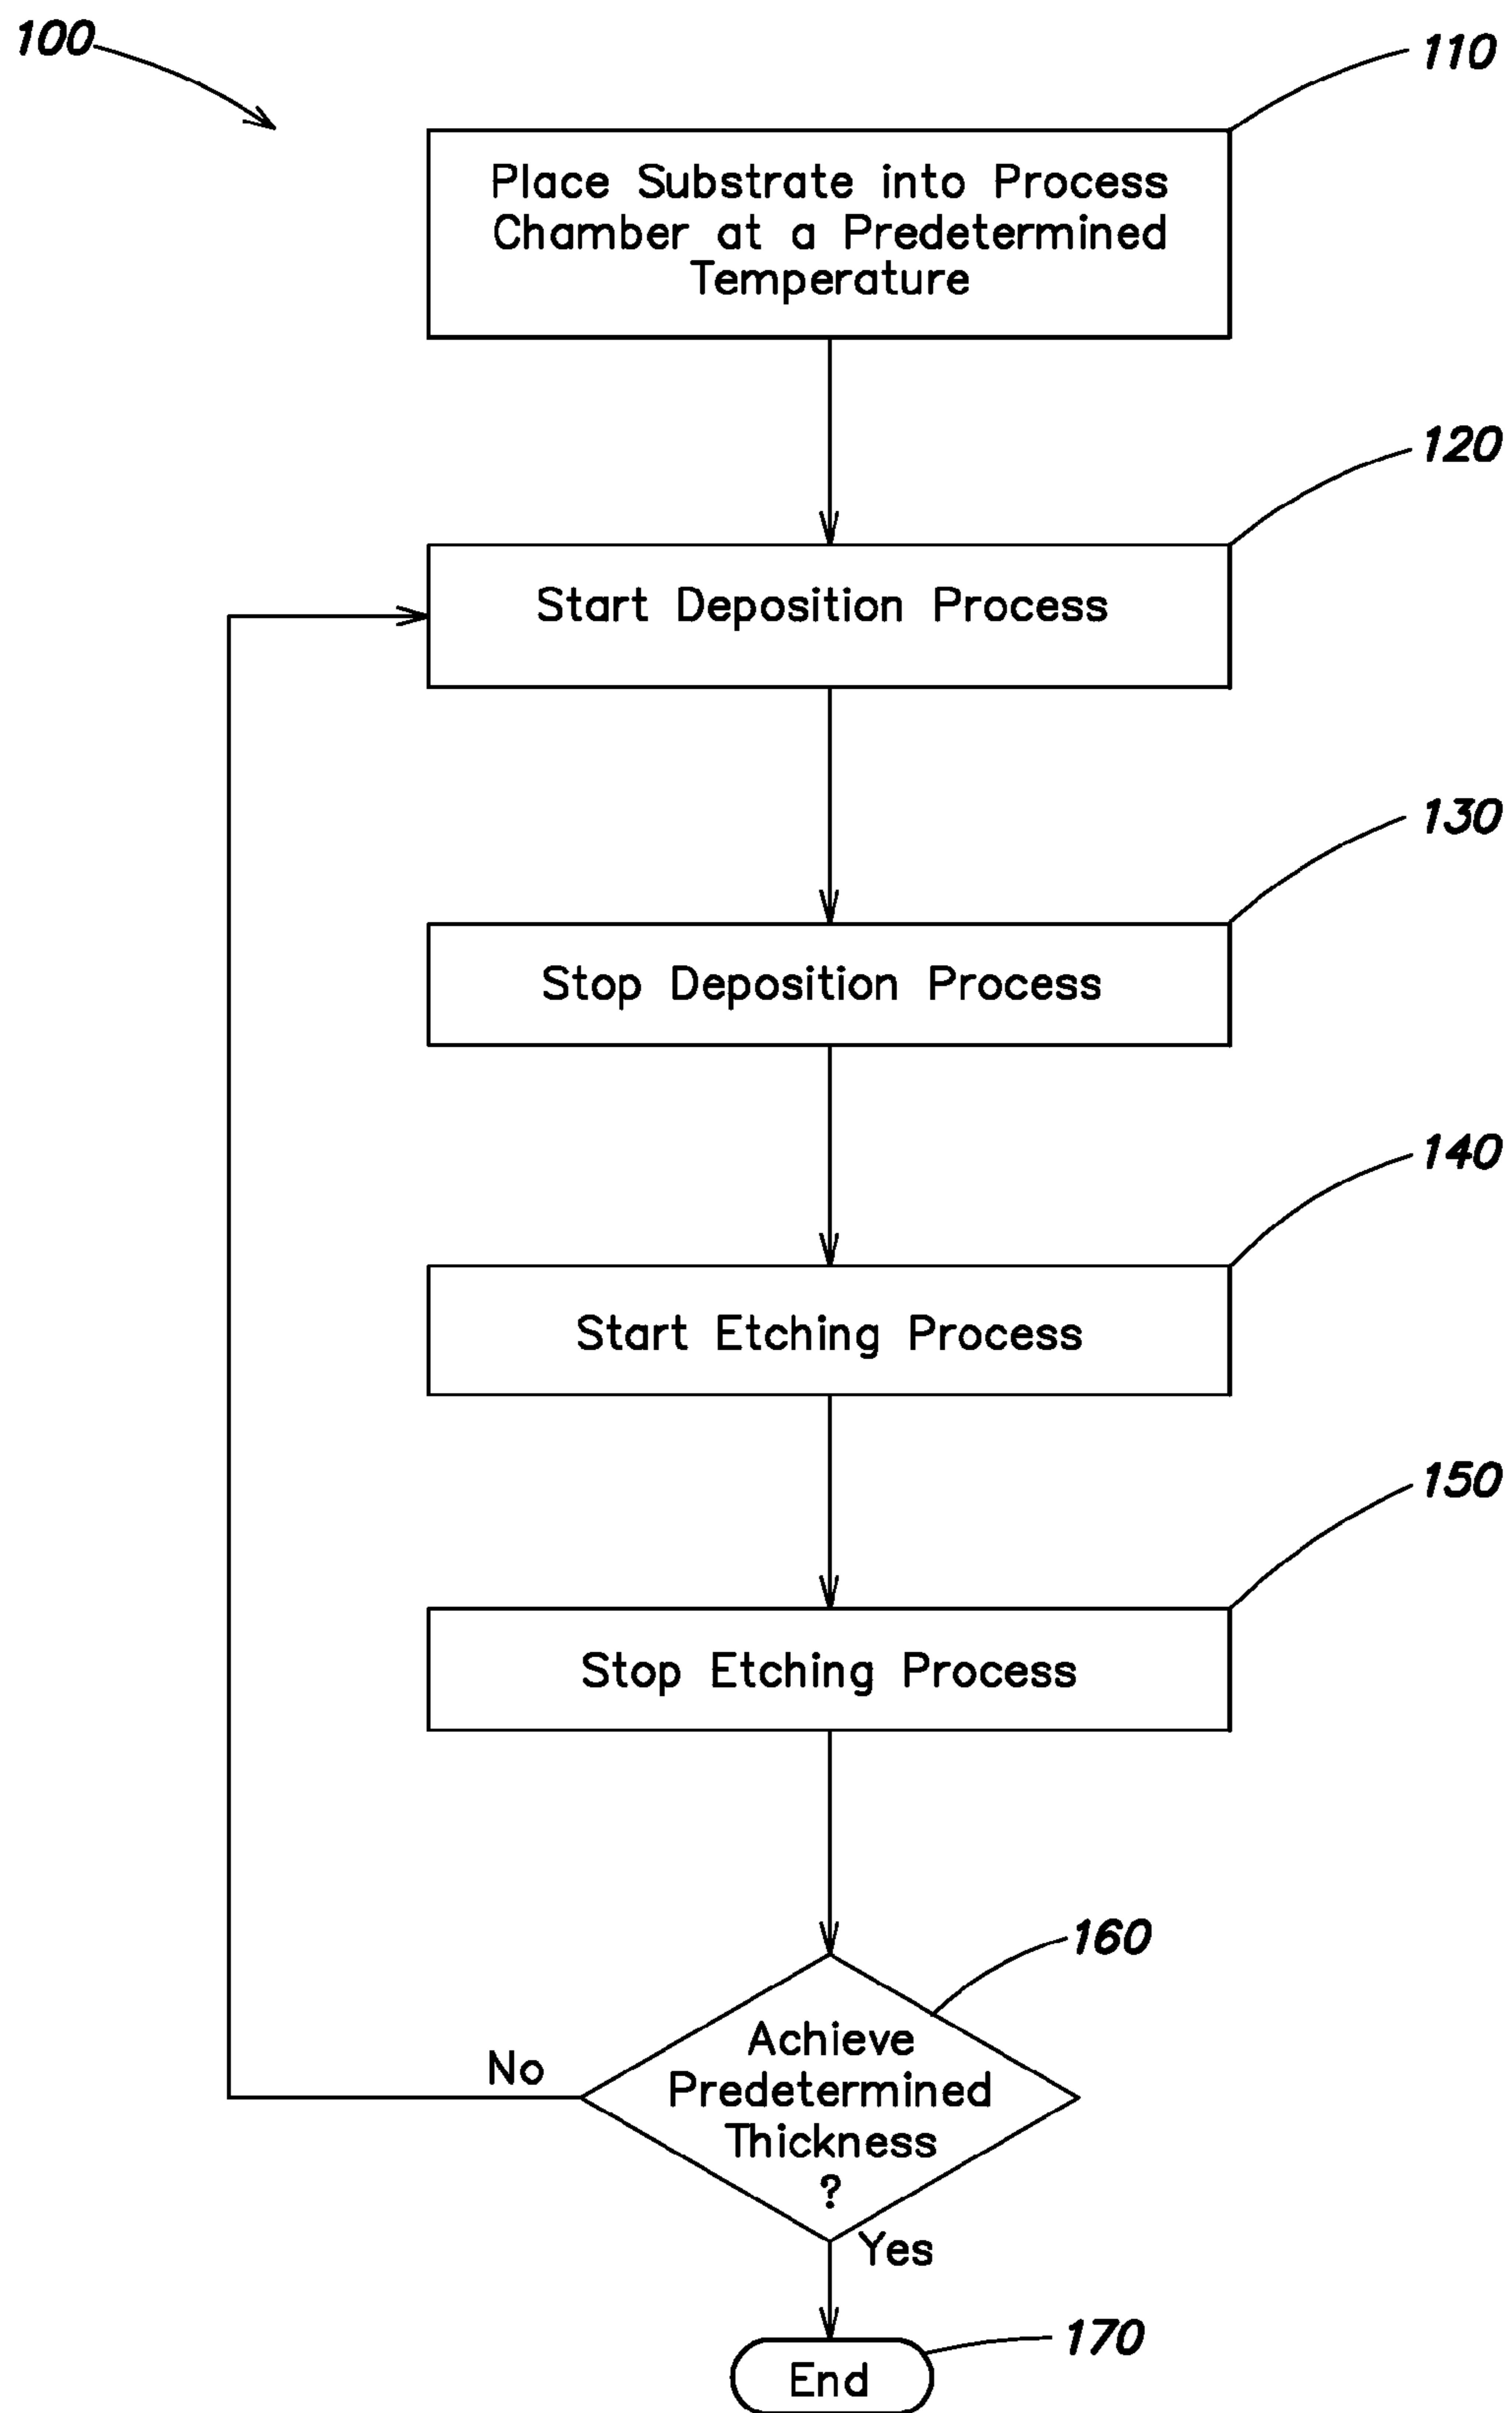 100
110
Place Substrate into Process
Chamber at a Predetermined
Temperature
120
Start Deposition Process
130
Stop Deposition Process
140
Start Etching Process
150
Stop Etching Process
160
Achieve
Predetermined
Thickness
?
No
Yes
170
End